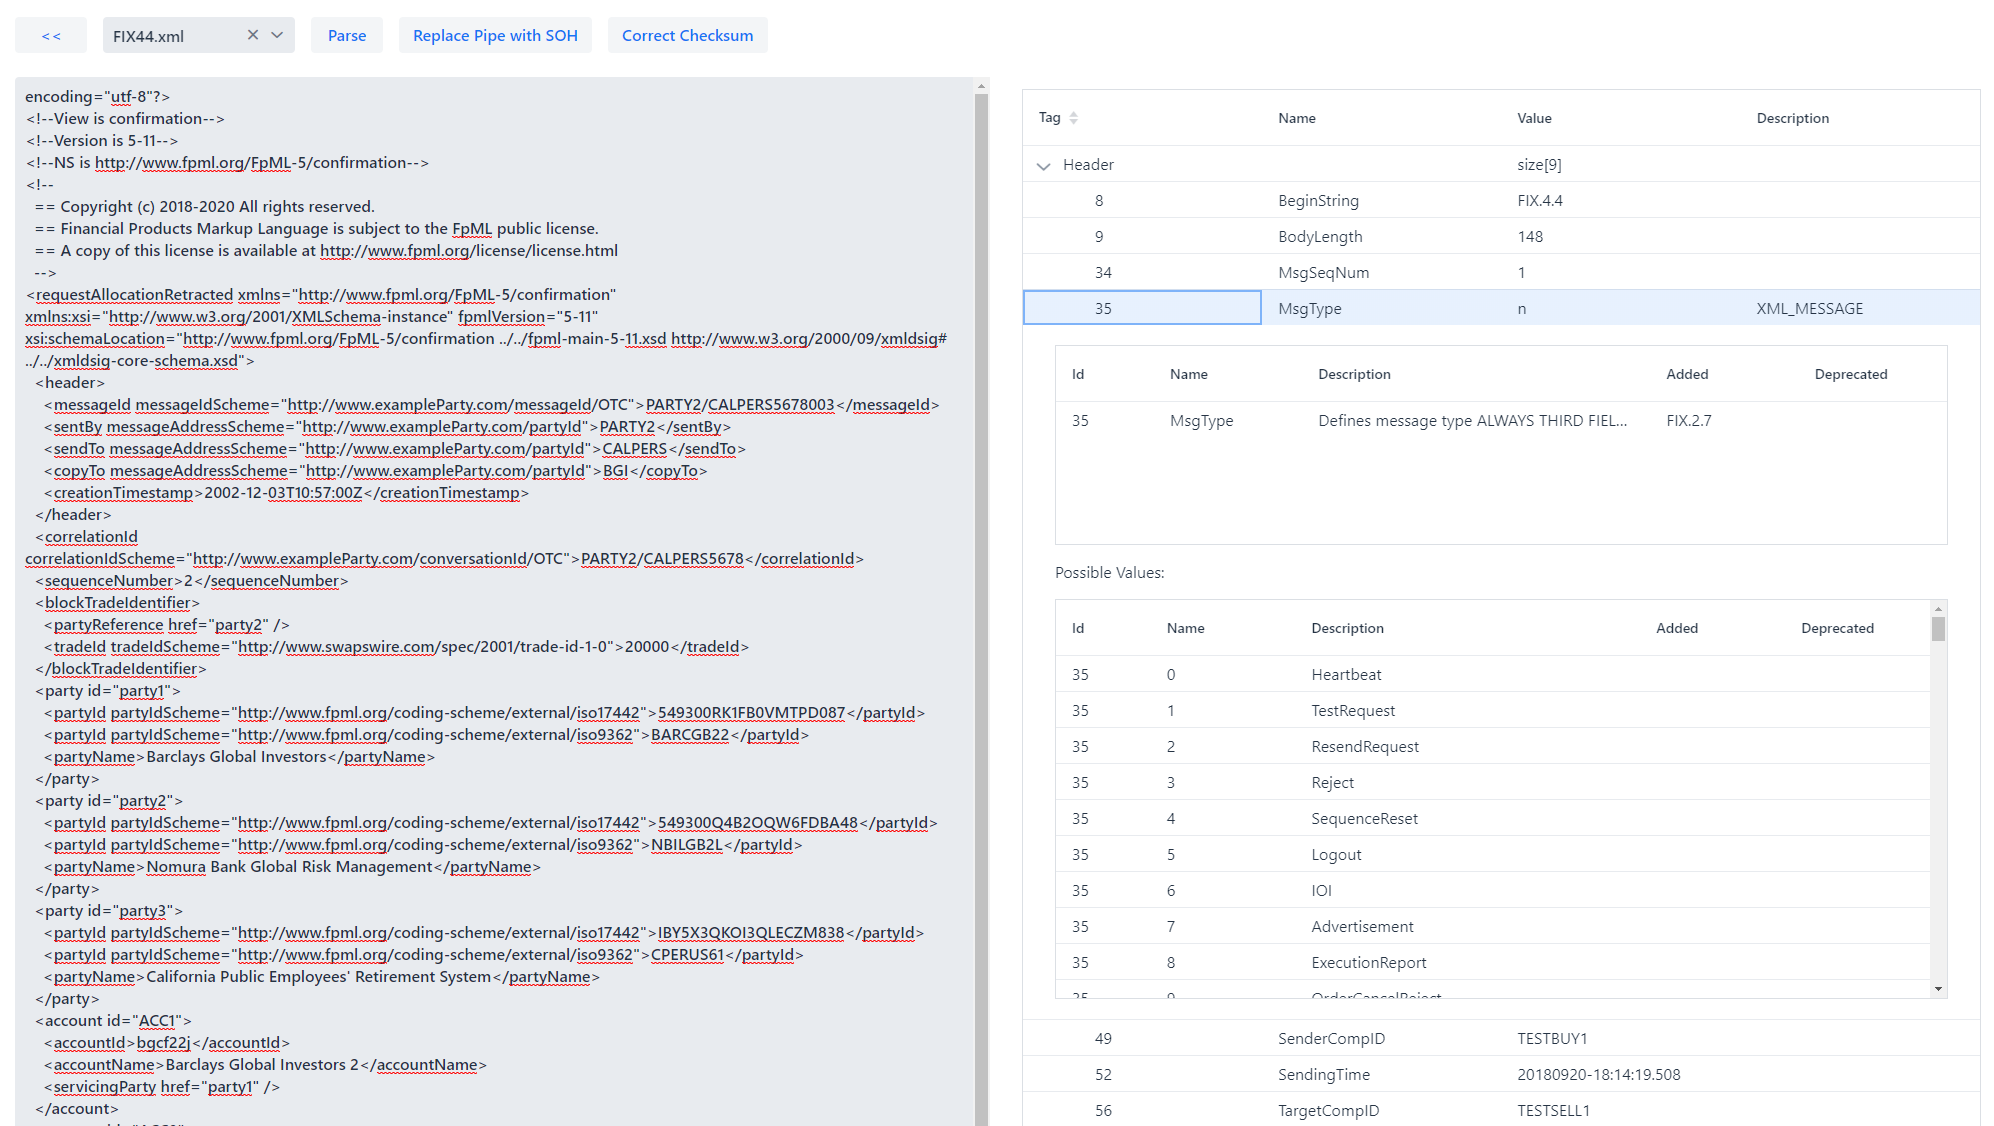 <<
FIX44.xml
Parse
Replace Pipe with SOH
Correct Checksum
encoding="utf-8"?>
<!--View is confirmation-->
<!--Version is 5-11-->
<!--NS is http://www.fpml.org/FpML-5/confirmation-->
<!--
== Copyright (c) 2018-2020 All rights reserved.
== Financial Products Markup Language is subject to the FpML public license.
== A copy of this license is available at http://www.fpml.org/license/license.html
-->
<requestAllocationRetracted xmlns="http://www.fpml.org/FpML-5/confirmation"
xmlns:xsi="http://www.w3.org/2001/XMLSchema-instance" fpmlVersion="5-11"
xsi:schemaLocation="http://www.fpml.org/FpML-5/confirmation ../../fpml-main-5-11.xsd http://www.w3.org/2000/09/xmldsig#
../../xmldsig-core-schema.xsd">
<header>
<messageId messageIdScheme="http://www.exampleParty.com/messageId/OTC">PARTY2/CALPERS5678003</messageId>
<sentBy messageAddressScheme="http://www.exampleParty.com/partyId">PARTY2</sentBy>
<sendTo messageAddressScheme="http://www.exampleParty.com/partyId">CALPERS</sendTo>
<copyTo messageAddressScheme="http://www.exampleParty.com/partyId">BGI</copyTo>
<creationTimestamp>2002-12-03T10:57:00Z</creationTimestamp>
</header>
<correlationId
correlationIdScheme="http://www.exampleParty.com/conversationId/OTC">PARTY2/CALPERS5678</correlationId>
<sequenceNumber>2</sequenceNumber>
<blockTradeIdentifier>
<partyReference href="party2" />
<tradeId tradeIdScheme="http://www.swapswire.com/spec/2001/trade-id-1-0">20000</tradeId>
</blockTradeIdentifier>
<party id="party1">
<partyId partyIdScheme="http://www.fpml.org/coding-scheme/external/iso17442">549300RK1FB0VMTPD087</partyId>
<partyId partyIdScheme="http://www.fpml.org/coding-scheme/external/iso9362">BARCGB22</partyId>
<partyName>Barclays Global Investors</partyName>
</party>
<party id="party2">
<partyId partyIdScheme="http://www.fpml.org/coding-scheme/external/iso17442">549300Q4B2OQW6FDBA48</partyId>
<partyId partyIdScheme="http://www.fpml.org/coding-scheme/external/iso9362">NBILGB2L</partyId>
<partyName>Nomura Bank Global Risk Management</partyName>
</party>
<party id="party3">
<partyId partyIdScheme="http://www.fpml.org/coding-scheme/external/iso17442">IBY5X3QKOI3QLECZM838</partyId>
<partyId partyIdScheme="http://www.fpml.org/coding-scheme/external/iso9362">CPERUS61</partyId>
<partyName>California Public Employees' Retirement System</partyName>
</party>
<account id="ACC1">
<accountId>bgcf22j</accountId>
<accountName>Barclays Global Investors 2</accountName>
<servicingParty href="party1" />
</account>
Tag Name Value Description
Header size[9]
8 BeginString FIX.4.4
9 BodyLength 148
34 MsgSeqNum 1
35 MsgType n XML_MESSAGE
Id Name Description Added Deprecated
35 MsgType Defines message type ALWAYS THIRD FIEL... FIX.2.7
Possible Values:
Id Name Description Added Deprecated
35 0 Heartbeat
35 1 TestRequest
35 2 ResendRequest
35 3 Reject
35 4 SequenceReset
35 5 Logout
35 6 IOI
35 7 Advertisement
35 8 ExecutionReport
35 9 OrderCancelReject
49 SenderCompID TESTBUY1
52 SendingTime 20180920-18:14:19.508
56 TargetCompID TESTSELL1